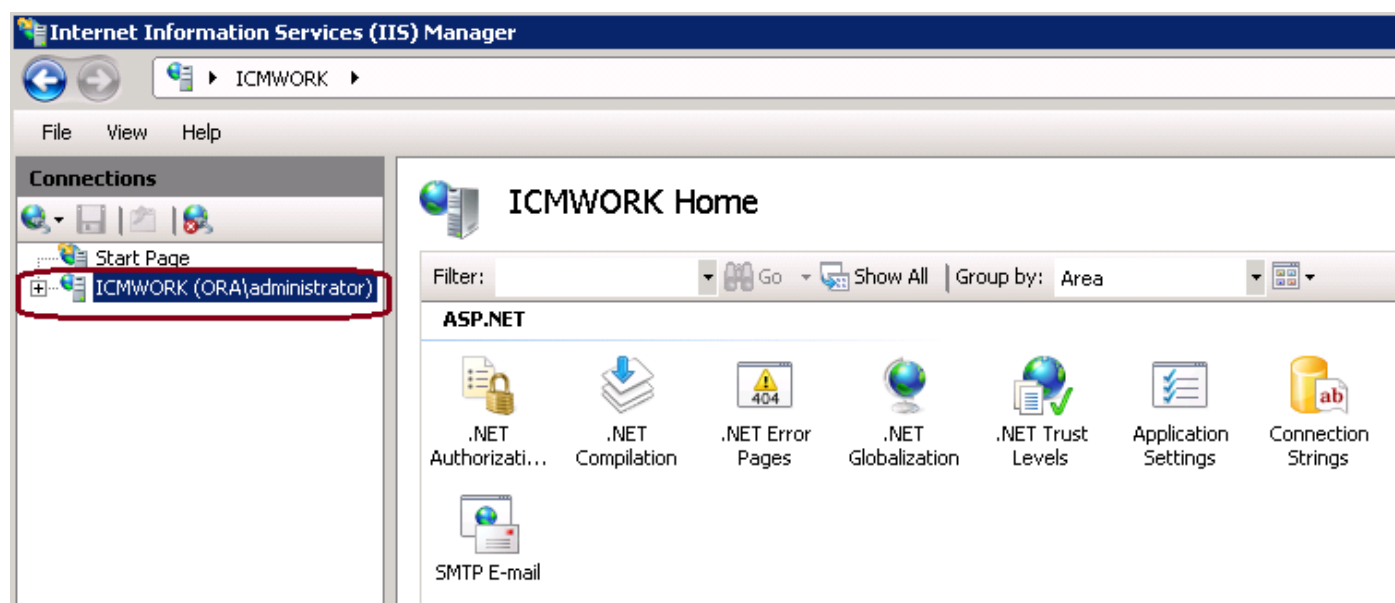 Internet Information Services (IIS) Manager
ICMWORK
File View Help
Connections
Start Page
ICMWORK (ORA\administrator)
ICMWORK Home
Filter: Go Show All Group by: Area
ASP.NET
.NET Authorizati...
.NET Compilation
.NET Error Pages
404
.NET Globalization
.NET Trust Levels
Application Settings
Connection Strings
ab
SMTP E-mail